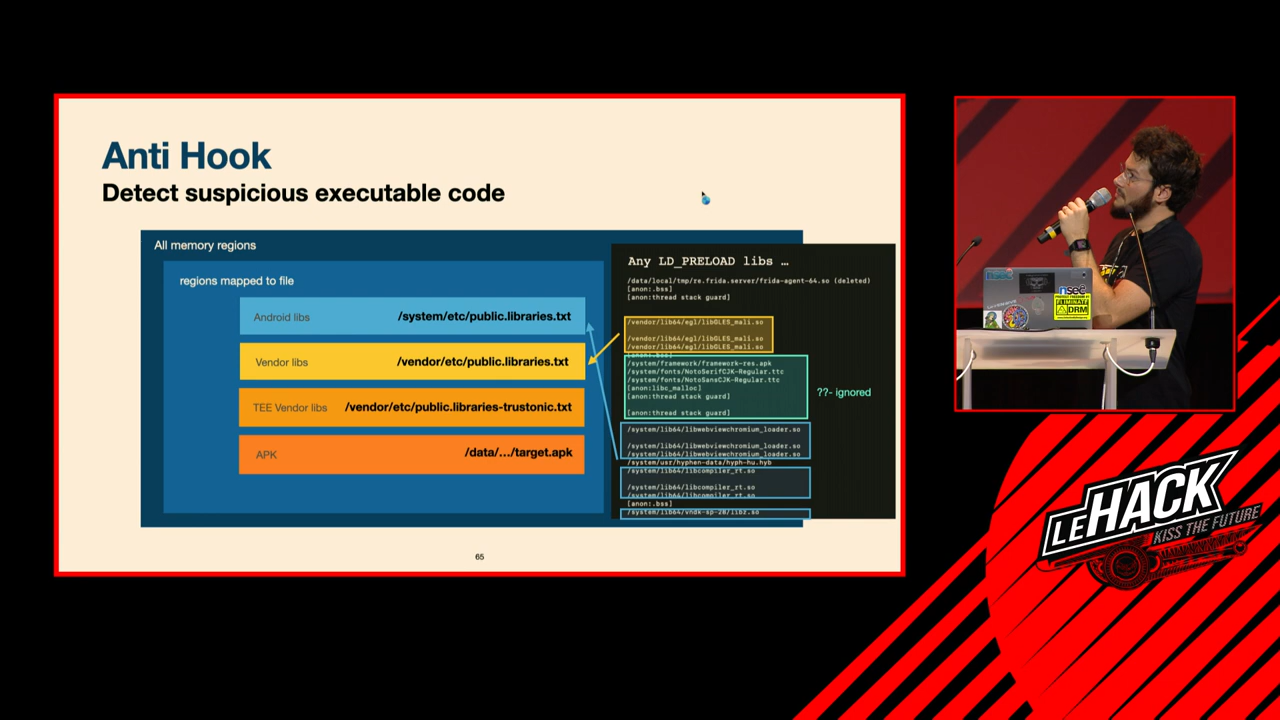 Anti Hook
Detect suspicious executable code
All memory regions
regions mapped to file
Android libs /system/etc/public.libraries.txt
Vendor libs /vendor/etc/public.libraries.txt
TEE Vendor libs /vendor/etc/public.libraries-trustonic.txt
APK /data/.../target.apk
Any LD_PRELOAD libs …
/data/local/tmp/re.frida.server/frida-agent-64.so (deleted)
[anon:.bss]
[anon:thread stack guard]
/vendor/lib64/egl/libGLES_mali.so
/vendor/lib64/egl/libGLES_mali.so
/vendor/lib64/egl/libGLES_mali.so
[anon:.bss]
/system/framework/framework-res.apk
/system/fonts/NotoSerifCJK-Regular.ttc
/system/fonts/NotoSansCJK-Regular.ttc
[anon:libc_malloc]
[anon:thread stack guard]
[anon:thread stack guard]
??- ignored
/system/lib64/libwebviewchromium_loader.so
/system/lib64/libwebviewchromium_loader.so
/system/lib64/libwebviewchromium_loader.so
/system/usr/hyphen-data/hyph-hu.hyb
/system/lib64/libcompiler_rt.so
/system/lib64/libcompiler_rt.so
/system/lib64/libcompiler_rt.so
[anon:.bss]
/system/lib64/vndk-sp-28/libz.so
65
nsec
ELIMINATE
DRM
LEHACK
KISS THE FUTURE